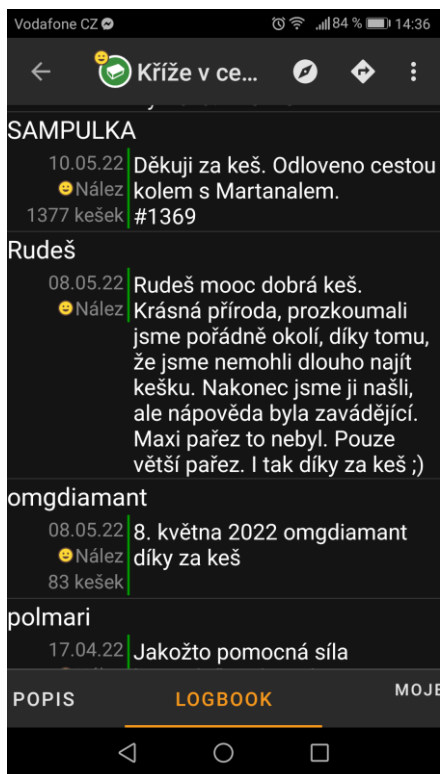 Vodafone CZ 84 % 14:36
Kříže v ce...
SAMPULKA
10.05.22 Děkuji za keš. Odloveno cestou
Nález kolem s Martanalem.
1377 kešek #1369
Rudeš
08.05.22 Rudeš mooc dobrá keš.
Nález Krásná příroda, prozkoumali
jsme pořádně okolí, díky tomu,
že jsme nemohli dlouho najít
kešku. Nakonec jsme ji našli,
ale nápověda byla zavádějící.
Maxi pařez to nebyl. Pouze
větší pařez. I tak díky za keš ;)
omgdiamant
08.05.22 8. května 2022 omgdiamant
Nález díky za keš
83 kešek
polmari
17.04.22 Jakožto pomocná síla
POPIS LOGBOOK MOJE